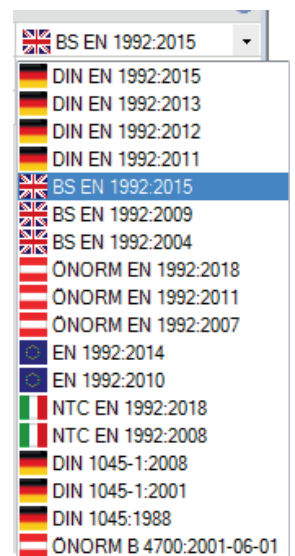 BS EN 1992:2015
DIN EN 1992:2015
DIN EN 1992:2013
DIN EN 1992:2012
DIN EN 1992:2011
BS EN 1992:2015
BS EN 1992:2009
BS EN 1992:2004
ÖNORM EN 1992:2018
ÖNORM EN 1992:2011
ÖNORM EN 1992:2007
EN 1992:2014
EN 1992:2010
NTC EN 1992:2018
NTC EN 1992:2008
DIN 1045-1:2008
DIN 1045-1:2001
DIN 1045:1988
ÖNORM B 4700:2001-06-01